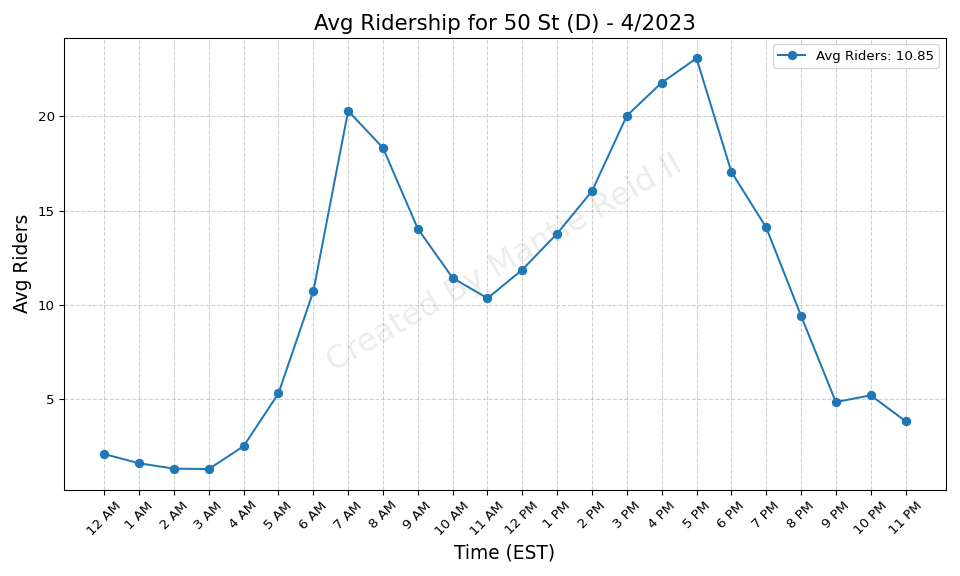 Avg Ridership for 50 St (D) - 4/2023
Avg Riders: 10.85
Avg Riders
20
15
10
5
Created By Mantie Reid II
12 AM 1 AM 2 AM 3 AM 4 AM 5 AM 6 AM 7 AM 8 AM 9 AM 10 AM 11 AM 12 PM 1 PM 2 PM 3 PM 4 PM 5 PM 6 PM 7 PM 8 PM 9 PM 10 PM 11 PM
Time (EST)